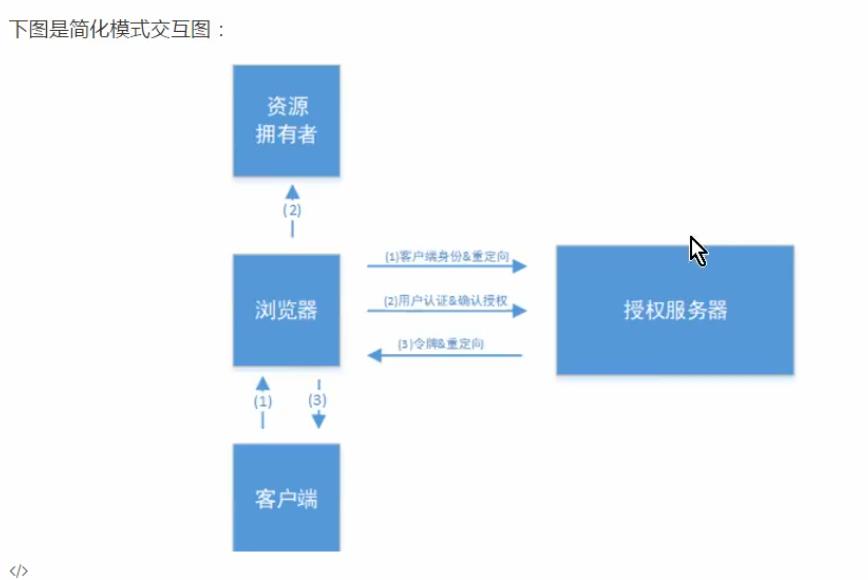 下图是简化模式交互图：
资源
拥有者
(2)
(1)客户端身份&重定向
浏览器
(2)用户认证&确认授权
授权服务器
(3)令牌&重定向
(1)
(3)
客户端
</>